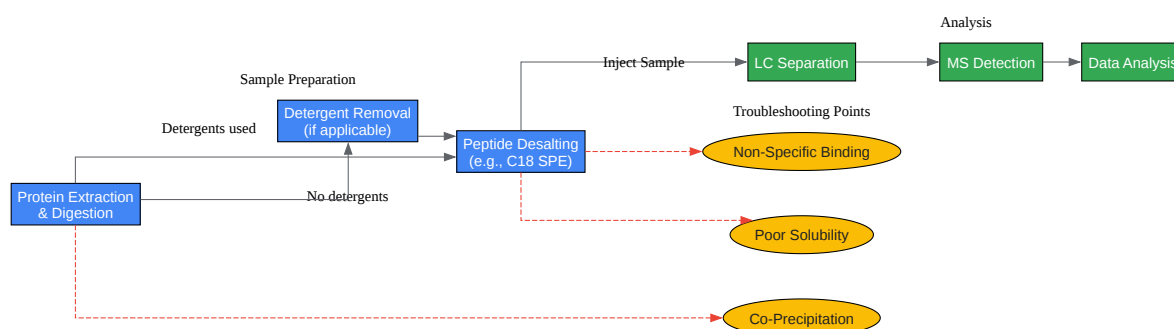 Analysis
Inject Sample
LC Separation
MS Detection
Data Analysis
Sample Preparation
Detergent Removal
(if applicable)
Troubleshooting Points
Detergents used
Peptide Desalting
(e.g., C18 SPE)
Non-Specific Binding
Protein Extraction
& Digestion
No detergents
Poor Solubility
Co-Precipitation